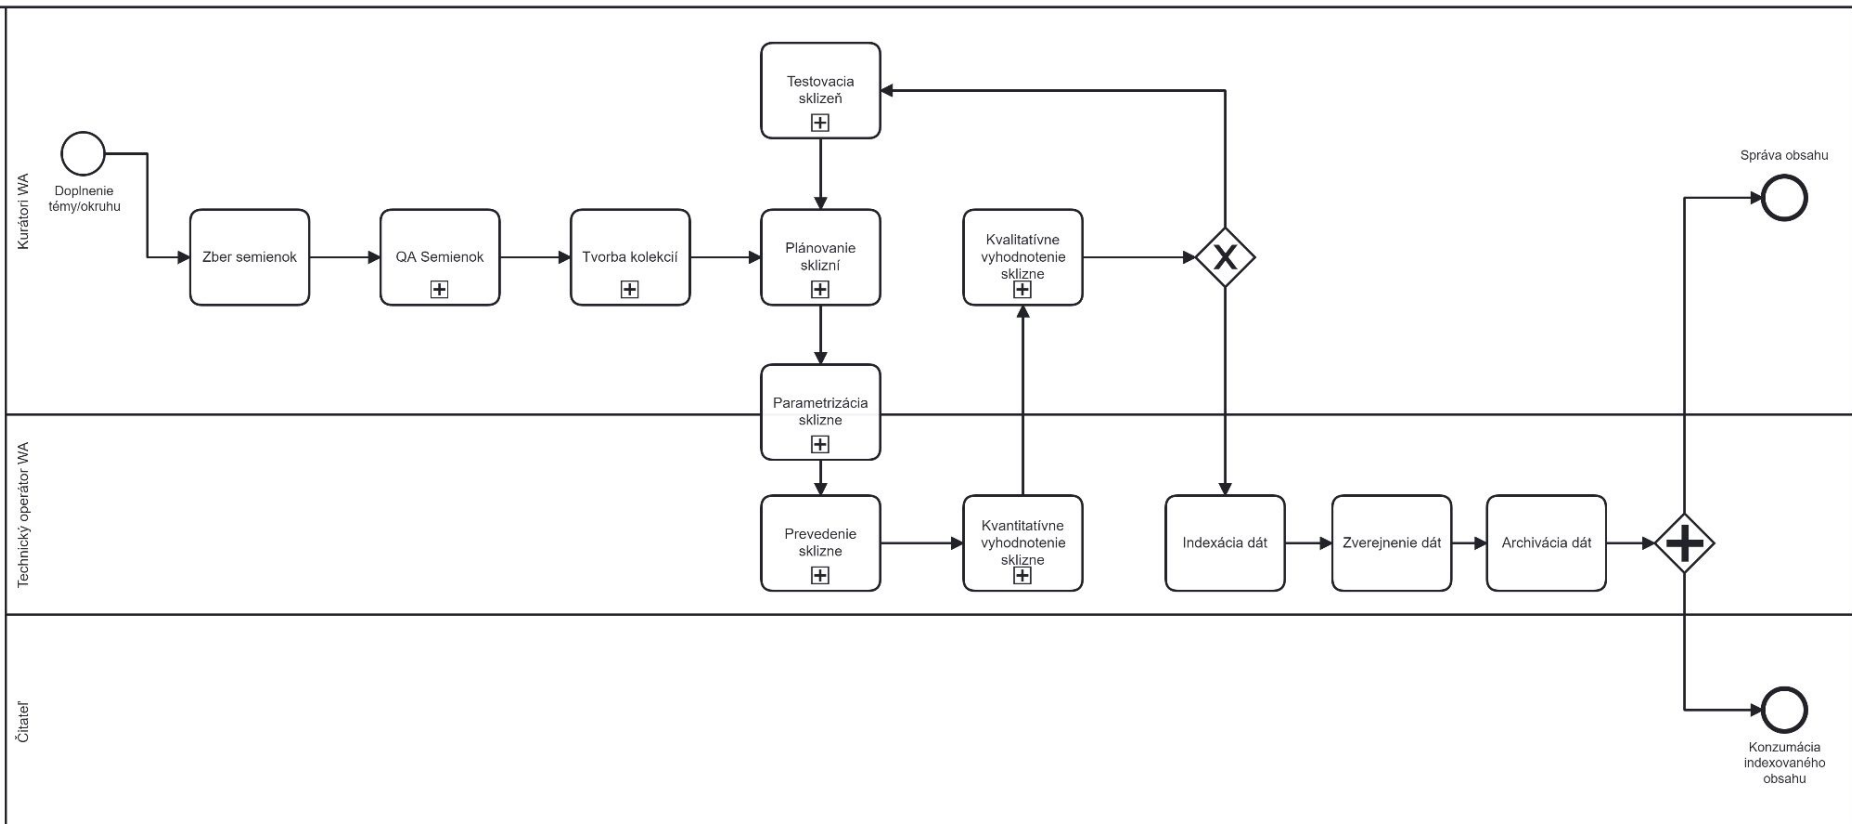 Kurátori WA
Doplnenie
témy/okruhu
Zber semienok
QA Semienok
Tvorba kolekcií
Testovacia
sklizeň
Plánovanie
sklizní
Kvalitatívne
vyhodnotenie
sklizne
X
Správa obsahu
Parametrizácia
sklizne
Technický operátor WA
Prevedenie
sklizne
Kvantitatívne
vyhodnotenie
sklizne
Indexácia dát
Zverejnenie dát
Archivácia dát
Čitateľ
Konzumácia
indexovaného
obsahu